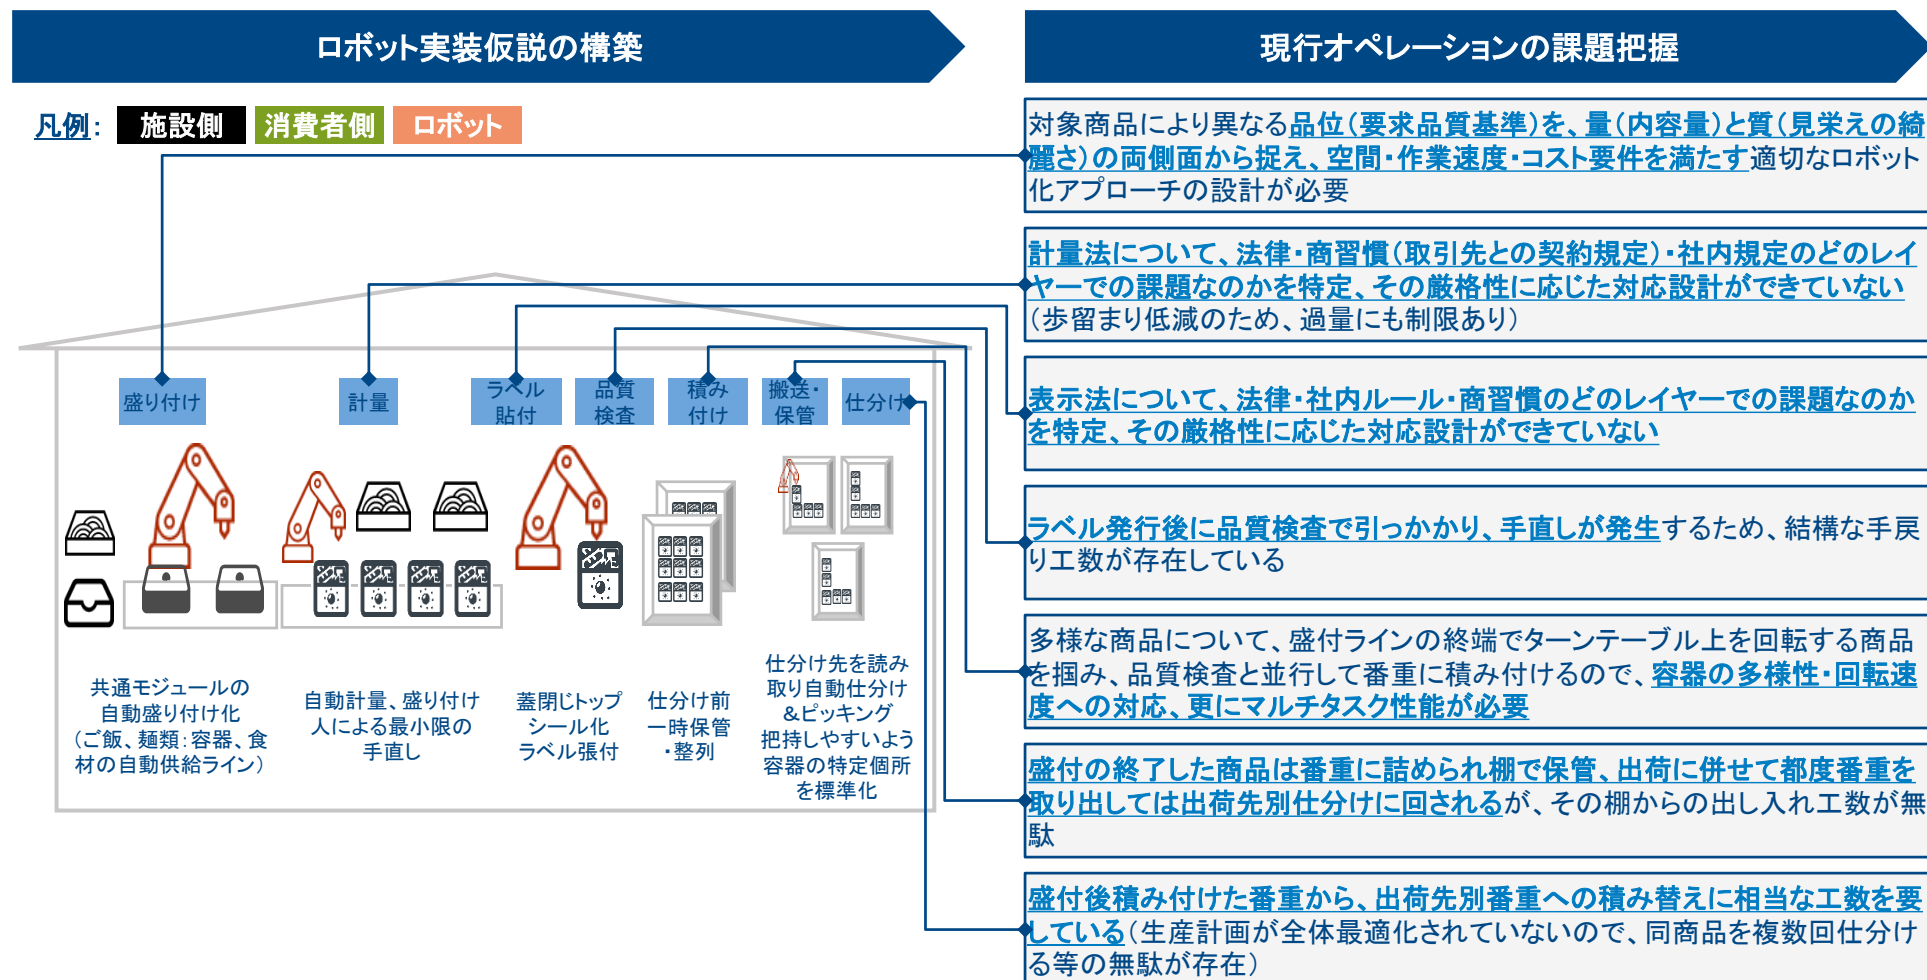 ロボット実装仮説の構築
現行オペレーションの課題把握
凡例:
施設側
消費者側
ロボット
盛り付け
計量
ラベル
貼付
品質
検査
積み
付け
搬送・
保管
仕分け
共通モジュールの
自動盛り付け化
（ご飯、麺類：容器、食
材の自動供給ライン）
自動計量、盛り付け
人による最小限の
手直し
蓋閉じトップ
シール化
ラベル張付
仕分け前
一時保管
・整列
仕分け先を読み
取り自動仕分け
&ピッキング
把持しやすいよう
容器の特定個所
を標準化
対象商品により異なる品位（要求品質基準）を、量（内容量）と質（見栄えの綺
麗さ）の両側面から捉え、空間・作業速度・コスト要件を満たす適切なロボット
化アプローチの設計が必要
計量法について、法律・商習慣（取引先との契約規定）・社内規定のどのレイ
ヤーでの課題なのかを特定、その厳格性に応じた対応設計ができていない
（歩留まり低減のため、過量にも制限あり）
表示法について、法律・社内ルール・商習慣のどのレイヤーでの課題なのか
を特定、その厳格性に応じた対応設計ができていない
ラベル発行後に品質検査で引っかかり、手直しが発生するため、結構な手戻
り工数が存在している
多様な商品について、盛付ラインの終端でターンテーブル上を回転する商品
を掴み、品質検査と並行して番重に積み付けるので、容器の多様性・回転速
度への対応、更にマルチタスク性能が必要
盛付の終了した商品は番重に詰められ棚で保管、出荷に併せて都度番重を
取り出しては出荷先別仕分けに回されるが、その棚からの出し入れ工数が無
駄
盛付後積み付けた番重から、出荷先別番重への積み替えに相当な工数を要
している（生産計画が全体最適化されていないので、同商品を複数回仕分け
る等の無駄が存在）